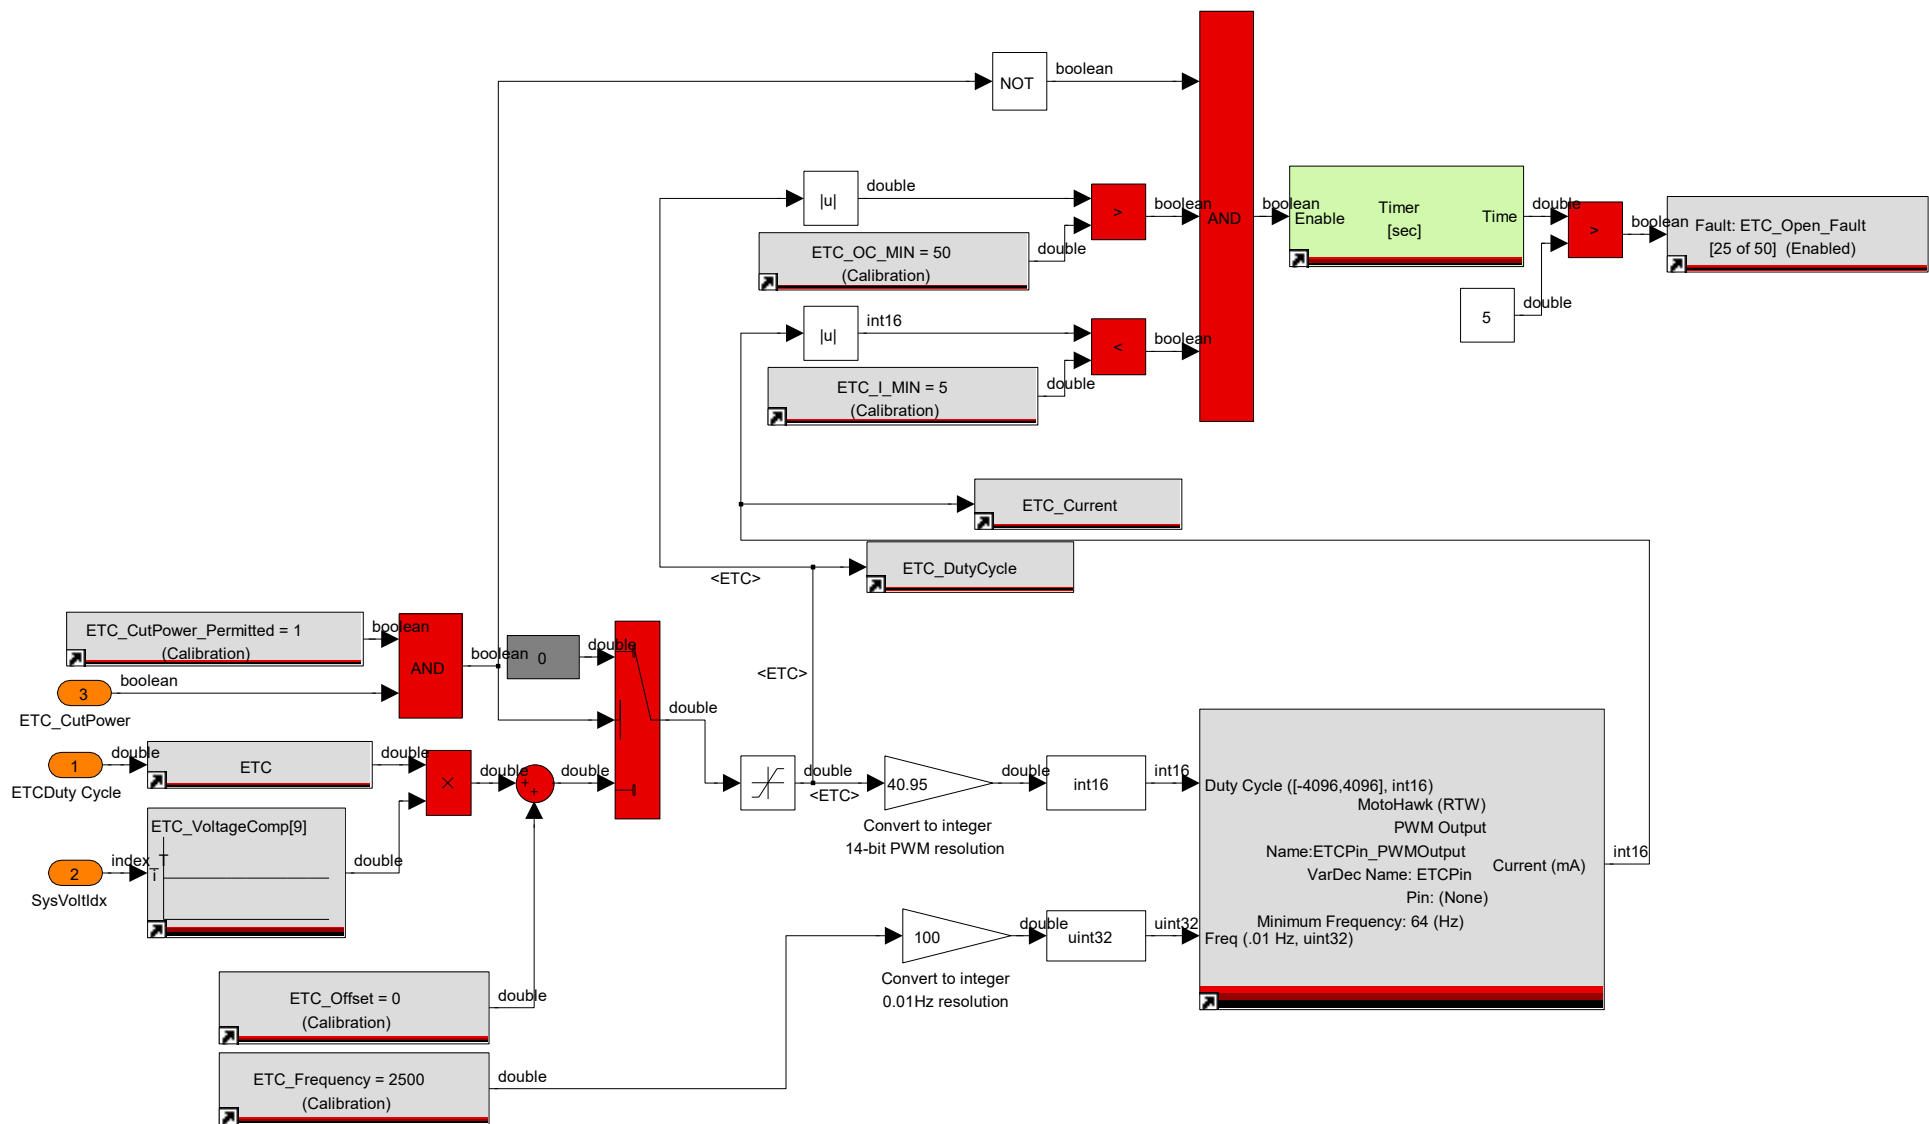 NOT
boolean
|u|
double
ETC_OC_MIN = 50
(Calibration)
double
>
boolean
AND
boolean
Enable
Timer
[sec]
Time
double
>
boolean
Fault: ETC_Open_Fault
[25 of 50]  (Enabled)
5
double
|u|
int16
ETC_I_MIN = 5
(Calibration)
double
<
boolean
ETC_Current
ETC_DutyCycle
<ETC>
ETC_CutPower_Permitted = 1
(Calibration)
boolean
3
boolean
ETC_CutPower
AND
boolean
0
double
<ETC>
double
1
double
ETCDuty Cycle
ETC
double
×
double
+
+
double
ETC_VoltageComp[9]
2
index
T
i
double
SysVoltIdx
double
<ETC>
40.95
double
Convert to integer
14-bit PWM resolution
int16
int16
Duty Cycle ([-4096,4096], int16)
MotoHawk (RTW)
PWM Output
Name:ETCPin_PWMOutput
VarDec Name: ETCPin
Pin: (None)
Minimum Frequency: 64 (Hz)
Freq (.01 Hz, uint32)
Current (mA)
int16
100
double
Convert to integer
0.01Hz resolution
uint32
uint32
ETC_Offset = 0
(Calibration)
double
ETC_Frequency = 2500
(Calibration)
double